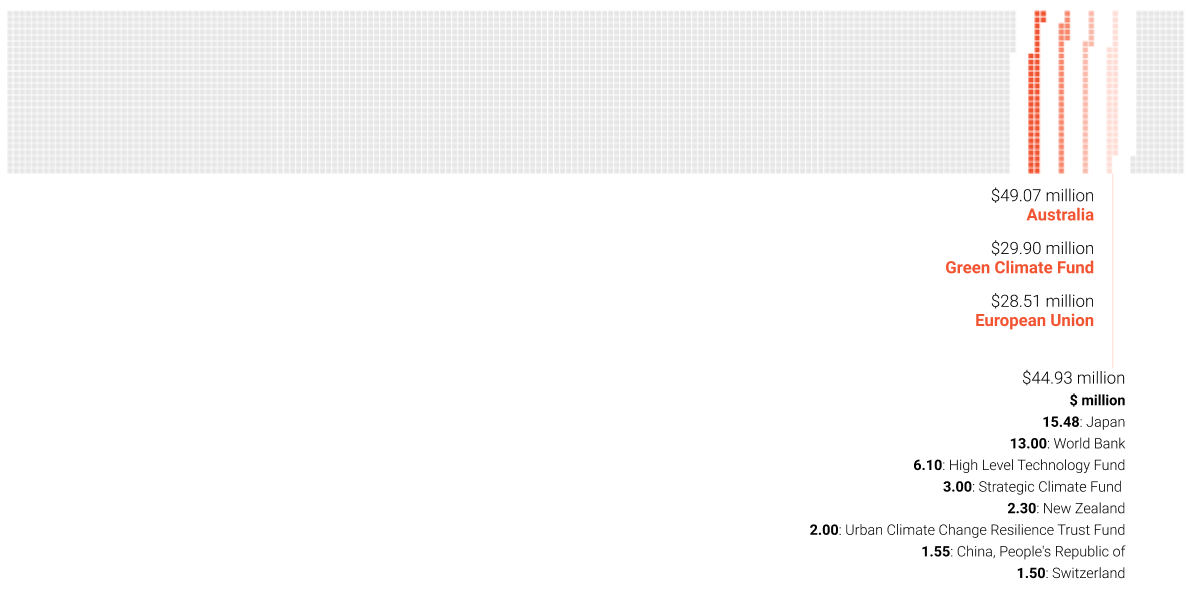 $49.07 million
Australia
$29.90 million
Green Climate Fund
$28.51 million
European Union
$44.93 million
$ million
15.48: Japan
13.00: World Bank
6.10: High Level Technology Fund
3.00: Strategic Climate Fund
2.30: New Zealand
2.00: Urban Climate Change Resilience Trust Fund
1.55: China, People's Republic of
1.50: Switzerland